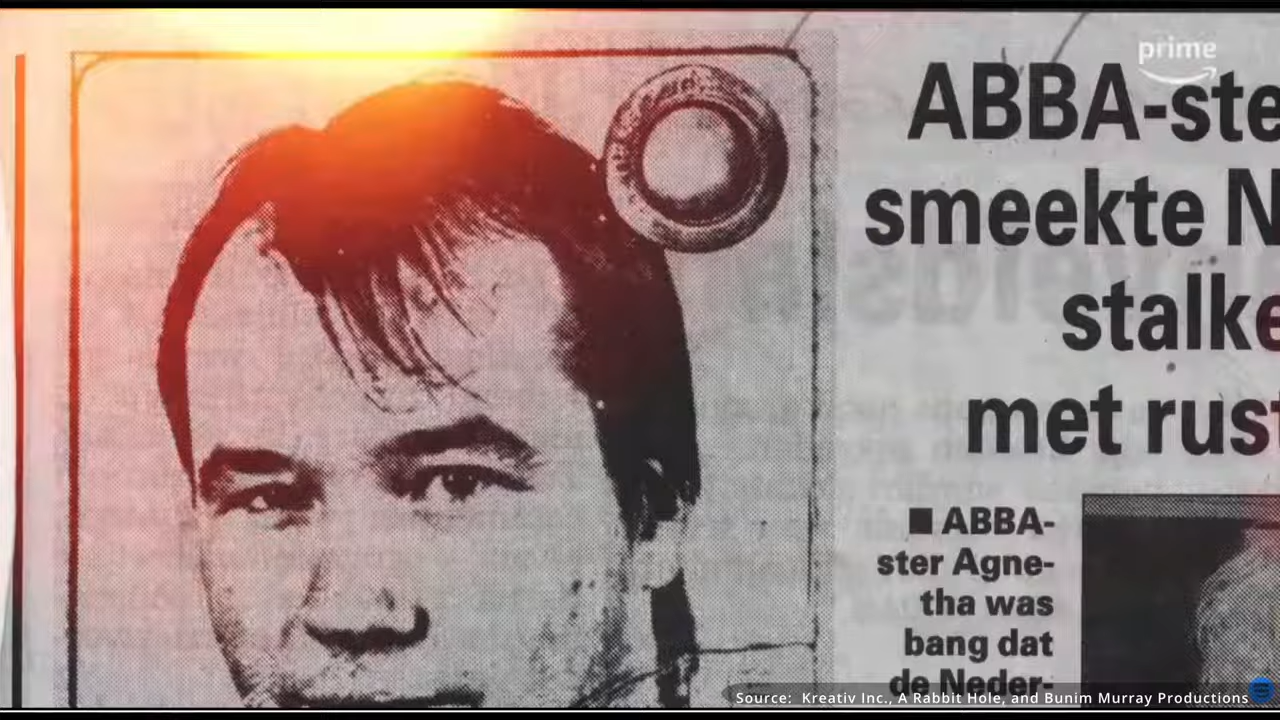 prime
ABBA-ste
smeekte N
stalke
met rust
■ ABBA-
ster Agne-
tha was
bang dat
de Neder-
Source: Kreativ Inc., A Rabbit Hole, and Bunim Murray Productions